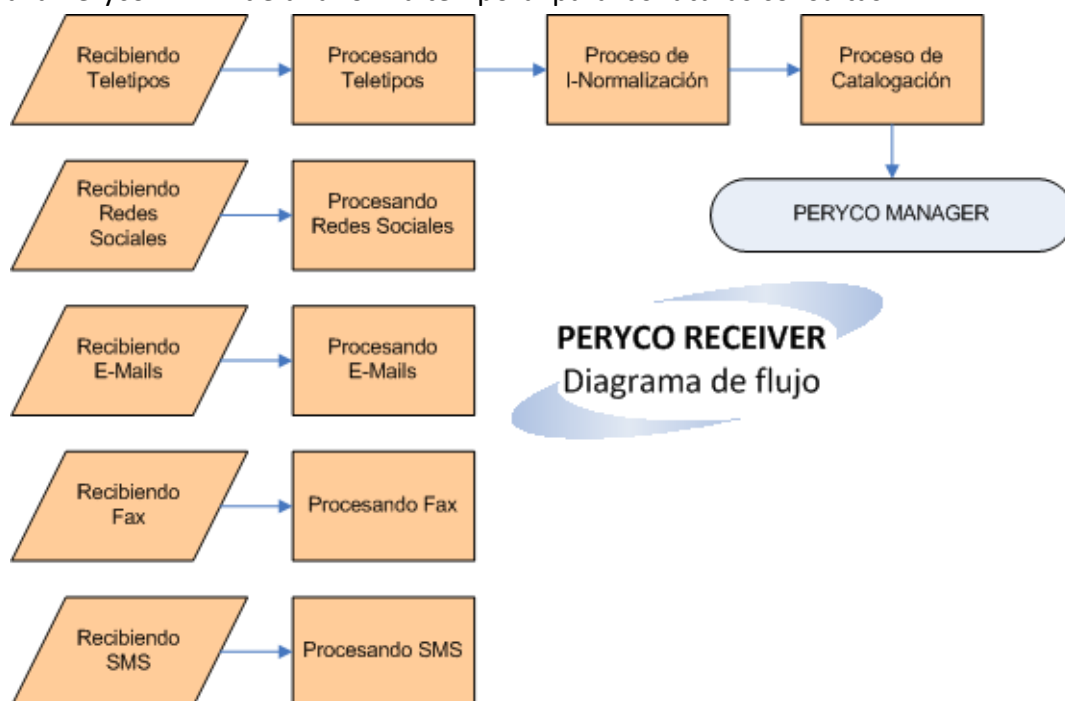 Recibiendo
Teletipos
Procesando
Teletipos
Proceso de
I-Normalización
Proceso de
Catalogación
PERYCO MANAGER
Recibiendo
Redes
Sociales
Procesando
Redes Sociales
Recibiendo
E-Mails
Procesando
E-Mails
PERYCO RECEIVER
Diagrama de flujo
Recibiendo
Fax
Procesando Fax
Recibiendo
SMS
Procesando SMS